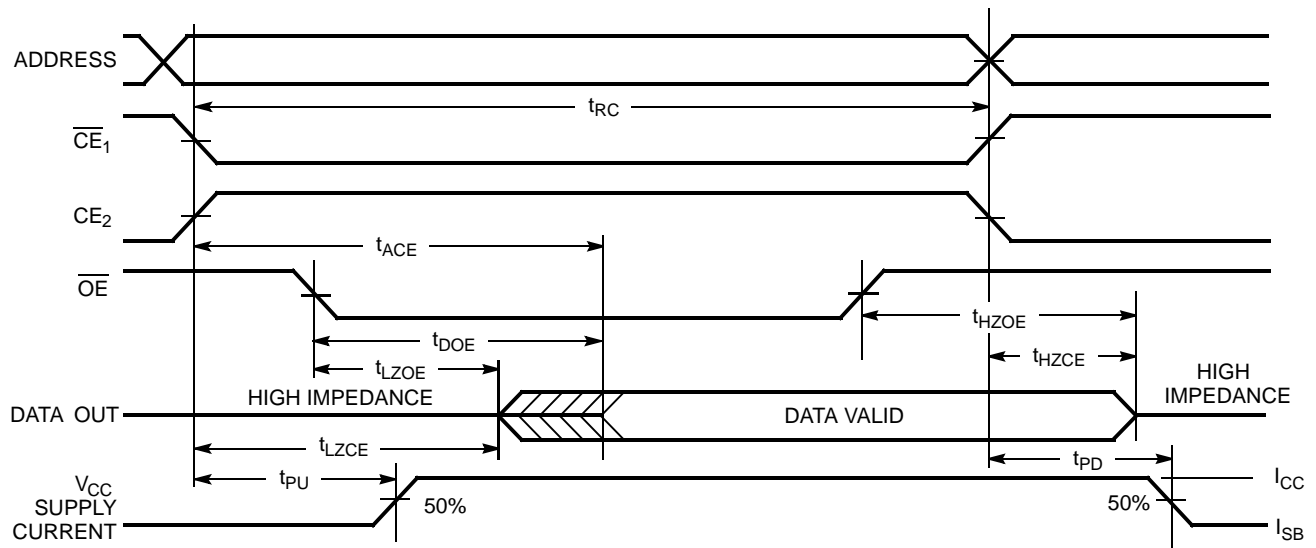 ADDRESS
tRC
CE1
CE2
tACE
OE
tHZOE
tDOE
tHZCE
tLZOE
HIGH IMPEDANCE
HIGH
IMPEDANCE
DATA OUT
DATA VALID
tLZCE
tPD
tPU
VCC
SUPPLY
CURRENT
50%
50%
ICC
ISB